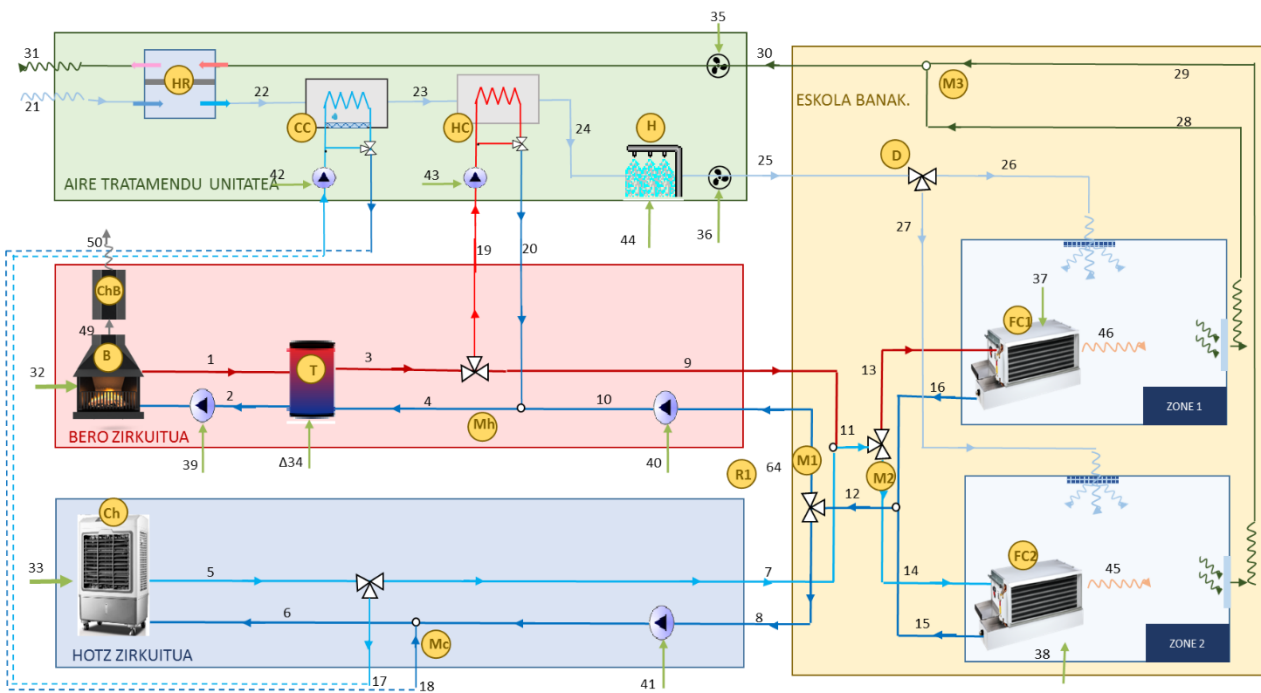 35
31
30
29
M3
ESKOLA BANAK.
HR
21
22
23
28
CC
HC
24
H
25
D
26
AIRE TRATAMENDU UNITATEA
42
43
27
44
36
50
19
20
ChB
37
FC1
49
46
B
1
3
9
13
32
T
16
2
4
10
ZONE 1
BERO ZIRKUITUA
Mh
11
39
Δ34
40
R1
64
M1
M2
12
Ch
FC2
33
5
7
14
45
6
8
15
Mc
ZONE 2
HOTZ ZIRKUITUA
38
17
18
41